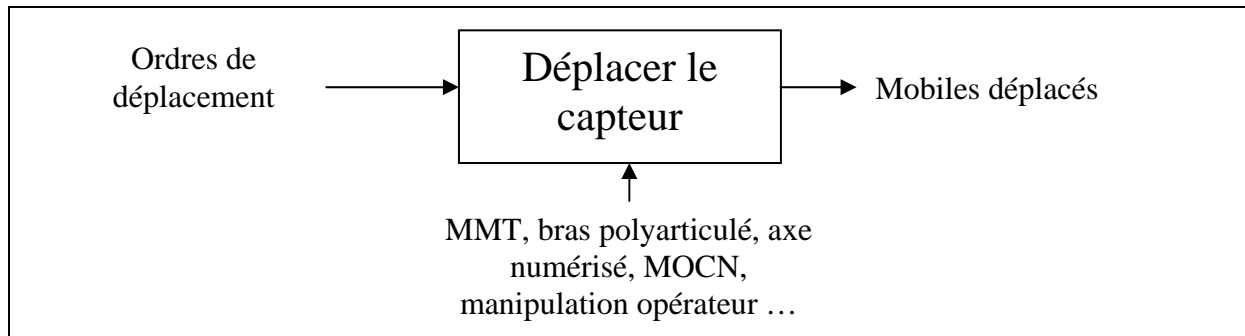 Ordres de
déplacement
Déplacer le
capteur
Mobiles déplacés
MMT, bras polyarticulé, axe
numérisé, MOCN,
manipulation opérateur …